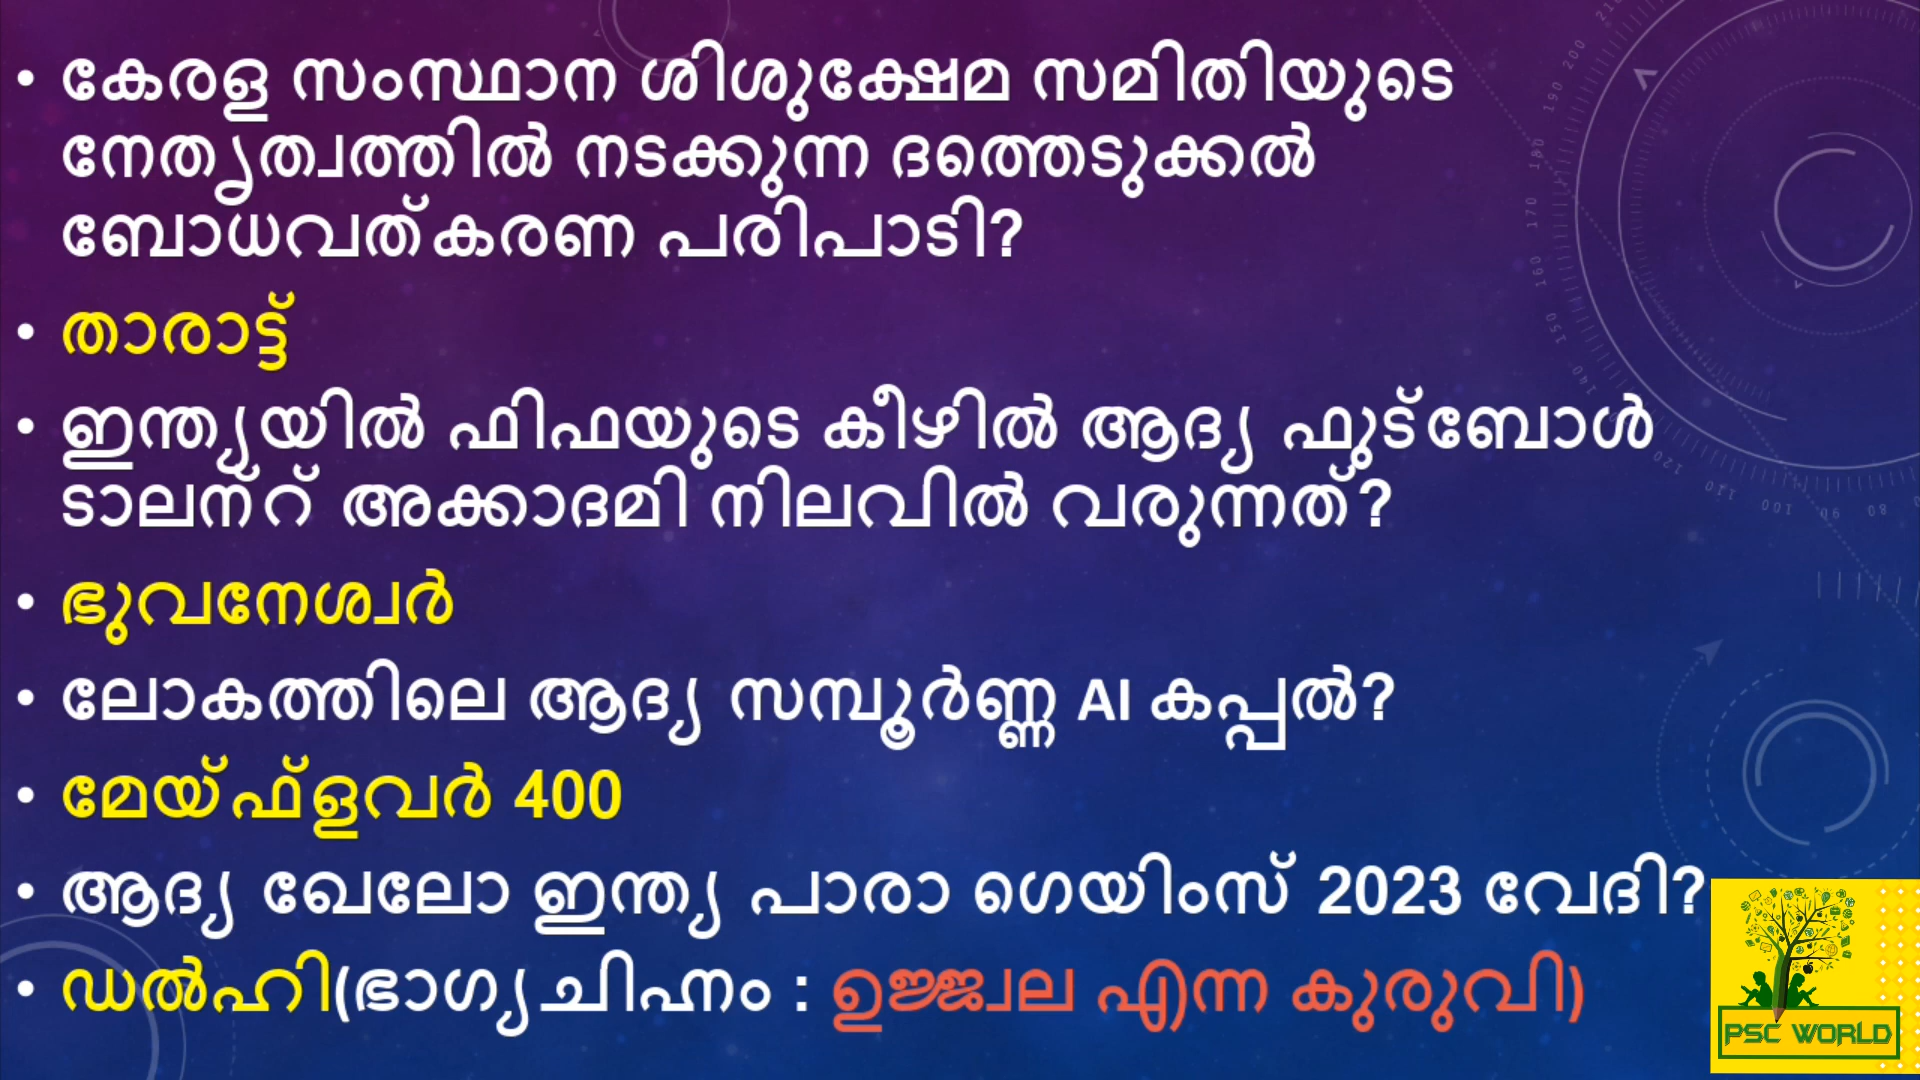 • കേരള സംസ്ഥാന ശിശുക്ഷേമ സമിതിയുടെ
നേതൃത്വത്തിൽ നടക്കുന്ന ദത്തെടുക്കൽ
ബോധവത്കരണ പരിപാടി?
• താരാട്ട്
• ഇന്ത്യയിൽ ഫിഫയുടെ കീഴിൽ ആദ്യ ഫുട്ബോൾ
ടാലന്റ് അക്കാദമി നിലവിൽ വരുന്നത്?
• ഭുവനേശ്വർ
• ലോകത്തിലെ ആദ്യ സമ്പൂർണ്ണ AI കപ്പൽ?
• മേയ്ഫ്ളവർ 400
• ആദ്യ ഖേലോ ഇന്ത്യ പാരാ ഗെയിംസ് 2023 വേദി?
• ഡൽഹി(ഭാഗ്യചിഹ്നം : ഉജ്ജ്വല എന്ന കുരുവി)
PSC WORLD